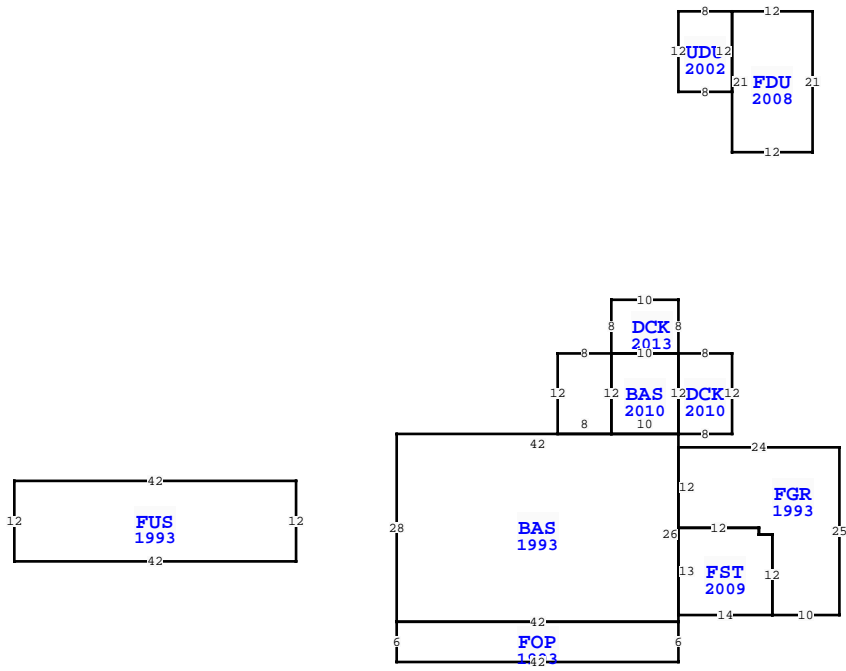 8 12
12 UDU 12
2002
21 FDU 21
2008
8
12
10
8 DCK 8
2013
8 10 8
12 12 BAS 12 DCK 12
2010 2010
8 10
42 8
24
42
12
FGR
1993
12 FUS 12
1993
28 BAS
1993
26 12
25
42
13 FST 12
2009
14 10
42
6 FOP 6
1993
42